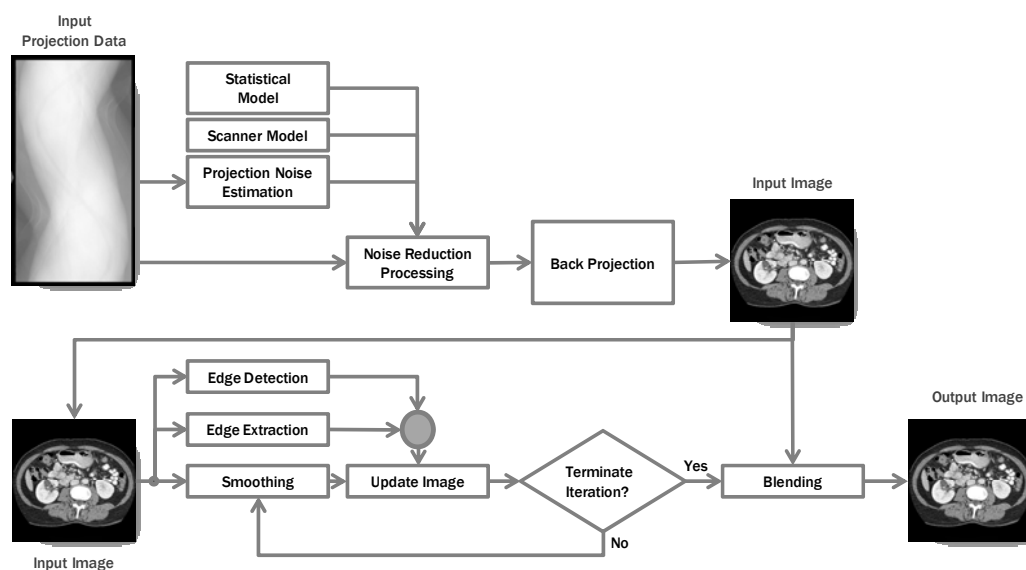 Input
Projection Data
Statistical
Model
Scanner Model
Projection Noise
Estimation
Input Image
Noise Reduction
Processing
Back Projection
Edge Detection
Output Image
Edge Extraction
Terminate
Iteration?
Yes
Smoothing
Update Image
Blending
No
Input Image